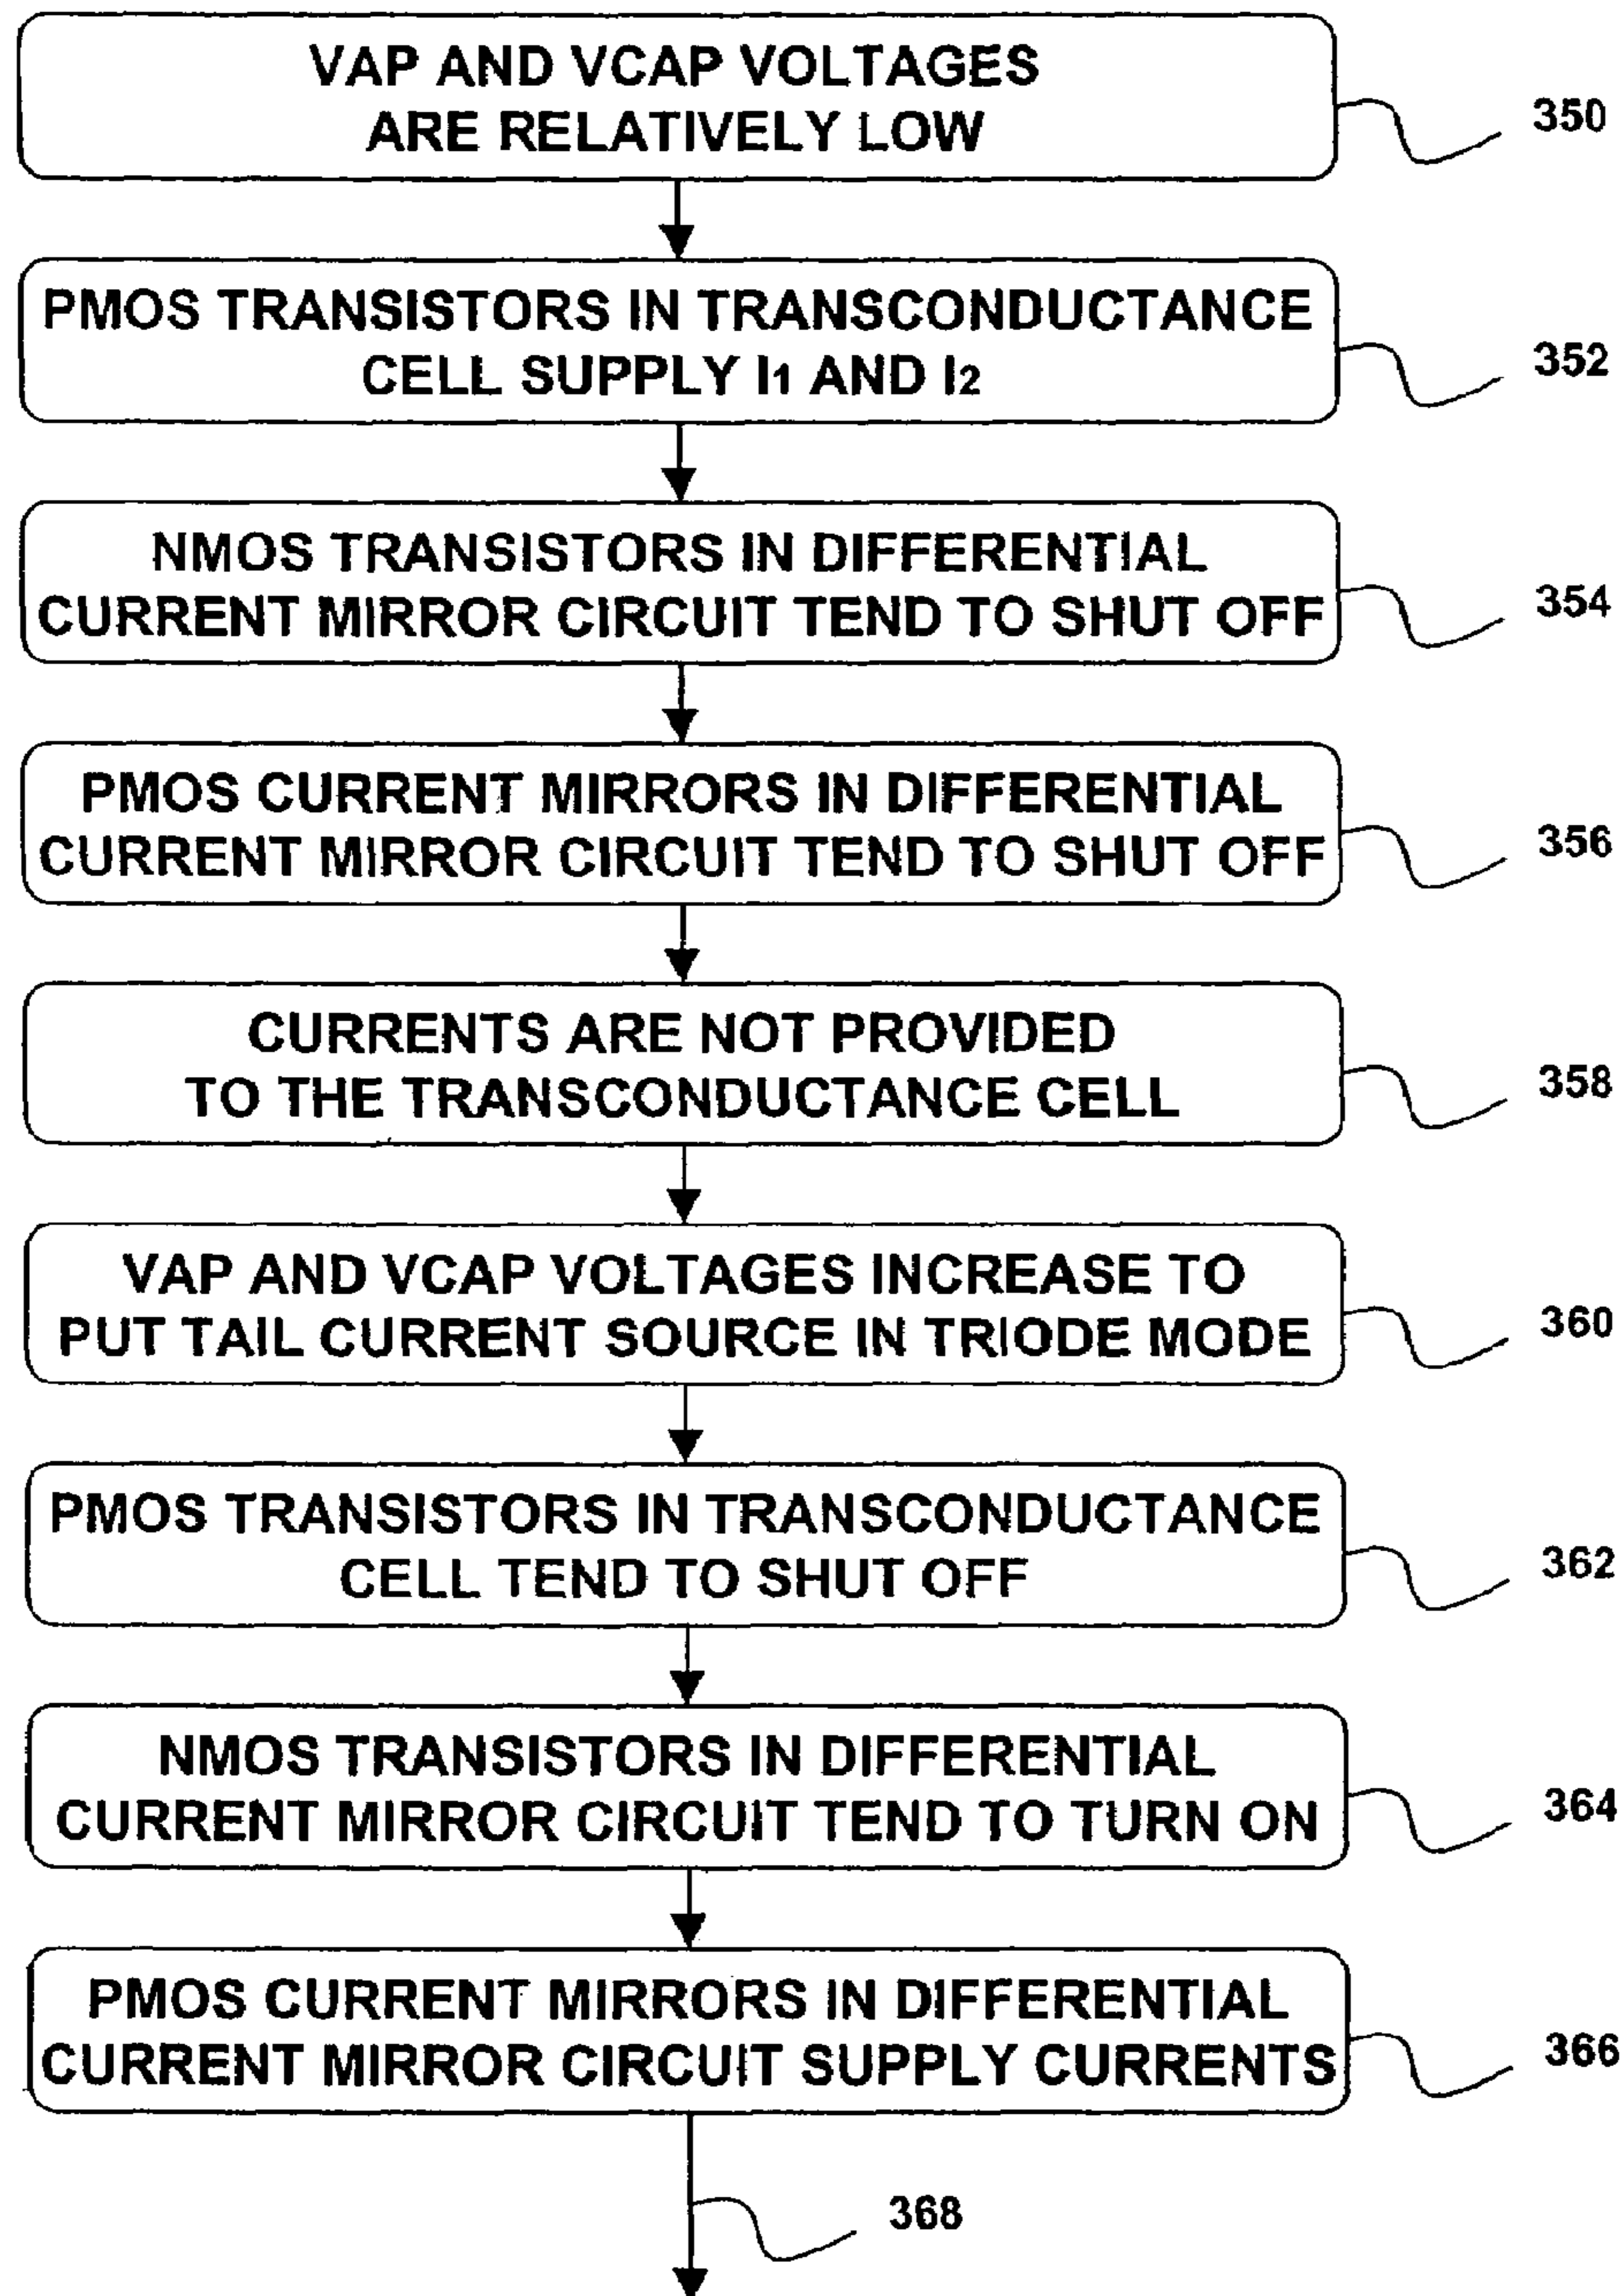 VAP AND VCAP VOLTAGES
ARE RELATIVELY LOW
350
PMOS TRANSISTORS IN TRANSCONDUCTANCE
CELL SUPPLY I1 AND I2
352
NMOS TRANSISTORS IN DIFFERENTIAL
CURRENT MIRROR CIRCUIT TEND TO SHUT OFF
354
PMOS CURRENT MIRRORS IN DIFFERENTIAL
CURRENT MIRROR CIRCUIT TEND TO SHUT OFF
356
CURRENTS ARE NOT PROVIDED
TO THE TRANSCONDUCTANCE CELL
358
VAP AND VCAP VOLTAGES INCREASE TO
PUT TAIL CURRENT SOURCE IN TRIODE MODE
360
PMOS TRANSISTORS IN TRANSCONDUCTANCE
CELL TEND TO SHUT OFF
362
NMOS TRANSISTORS IN DIFFERENTIAL
CURRENT MIRROR CIRCUIT TEND TO TURN ON
364
PMOS CURRENT MIRRORS IN DIFFERENTIAL
CURRENT MIRROR CIRCUIT SUPPLY CURRENTS
366
368